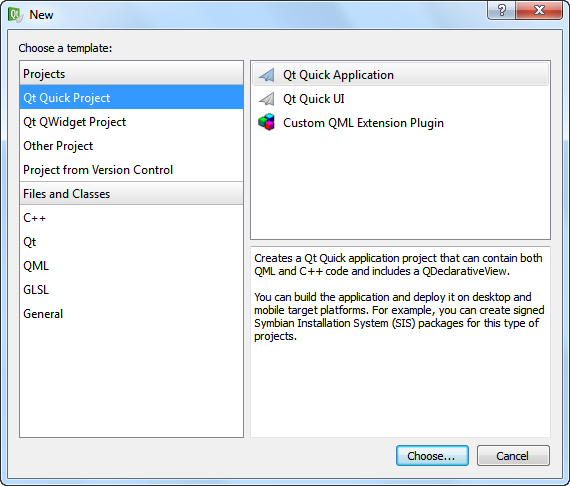 New
Choose a template:
Projects
Qt Quick Project
Qt QWidget Project
Other Project
Project from Version Control
Files and Classes
C++
Qt
QML
GLSL
General
Qt Quick Application
Qt Quick UI
Custom QML Extension Plugin
Creates a Qt Quick application project that can contain both
QML and C++ code and includes a QDeclarativeView.
You can build the application and deploy it on desktop and
mobile target platforms. For example, you can create signed
Symbian Installation System (SIS) packages for this type of
projects.
Choose...
Cancel